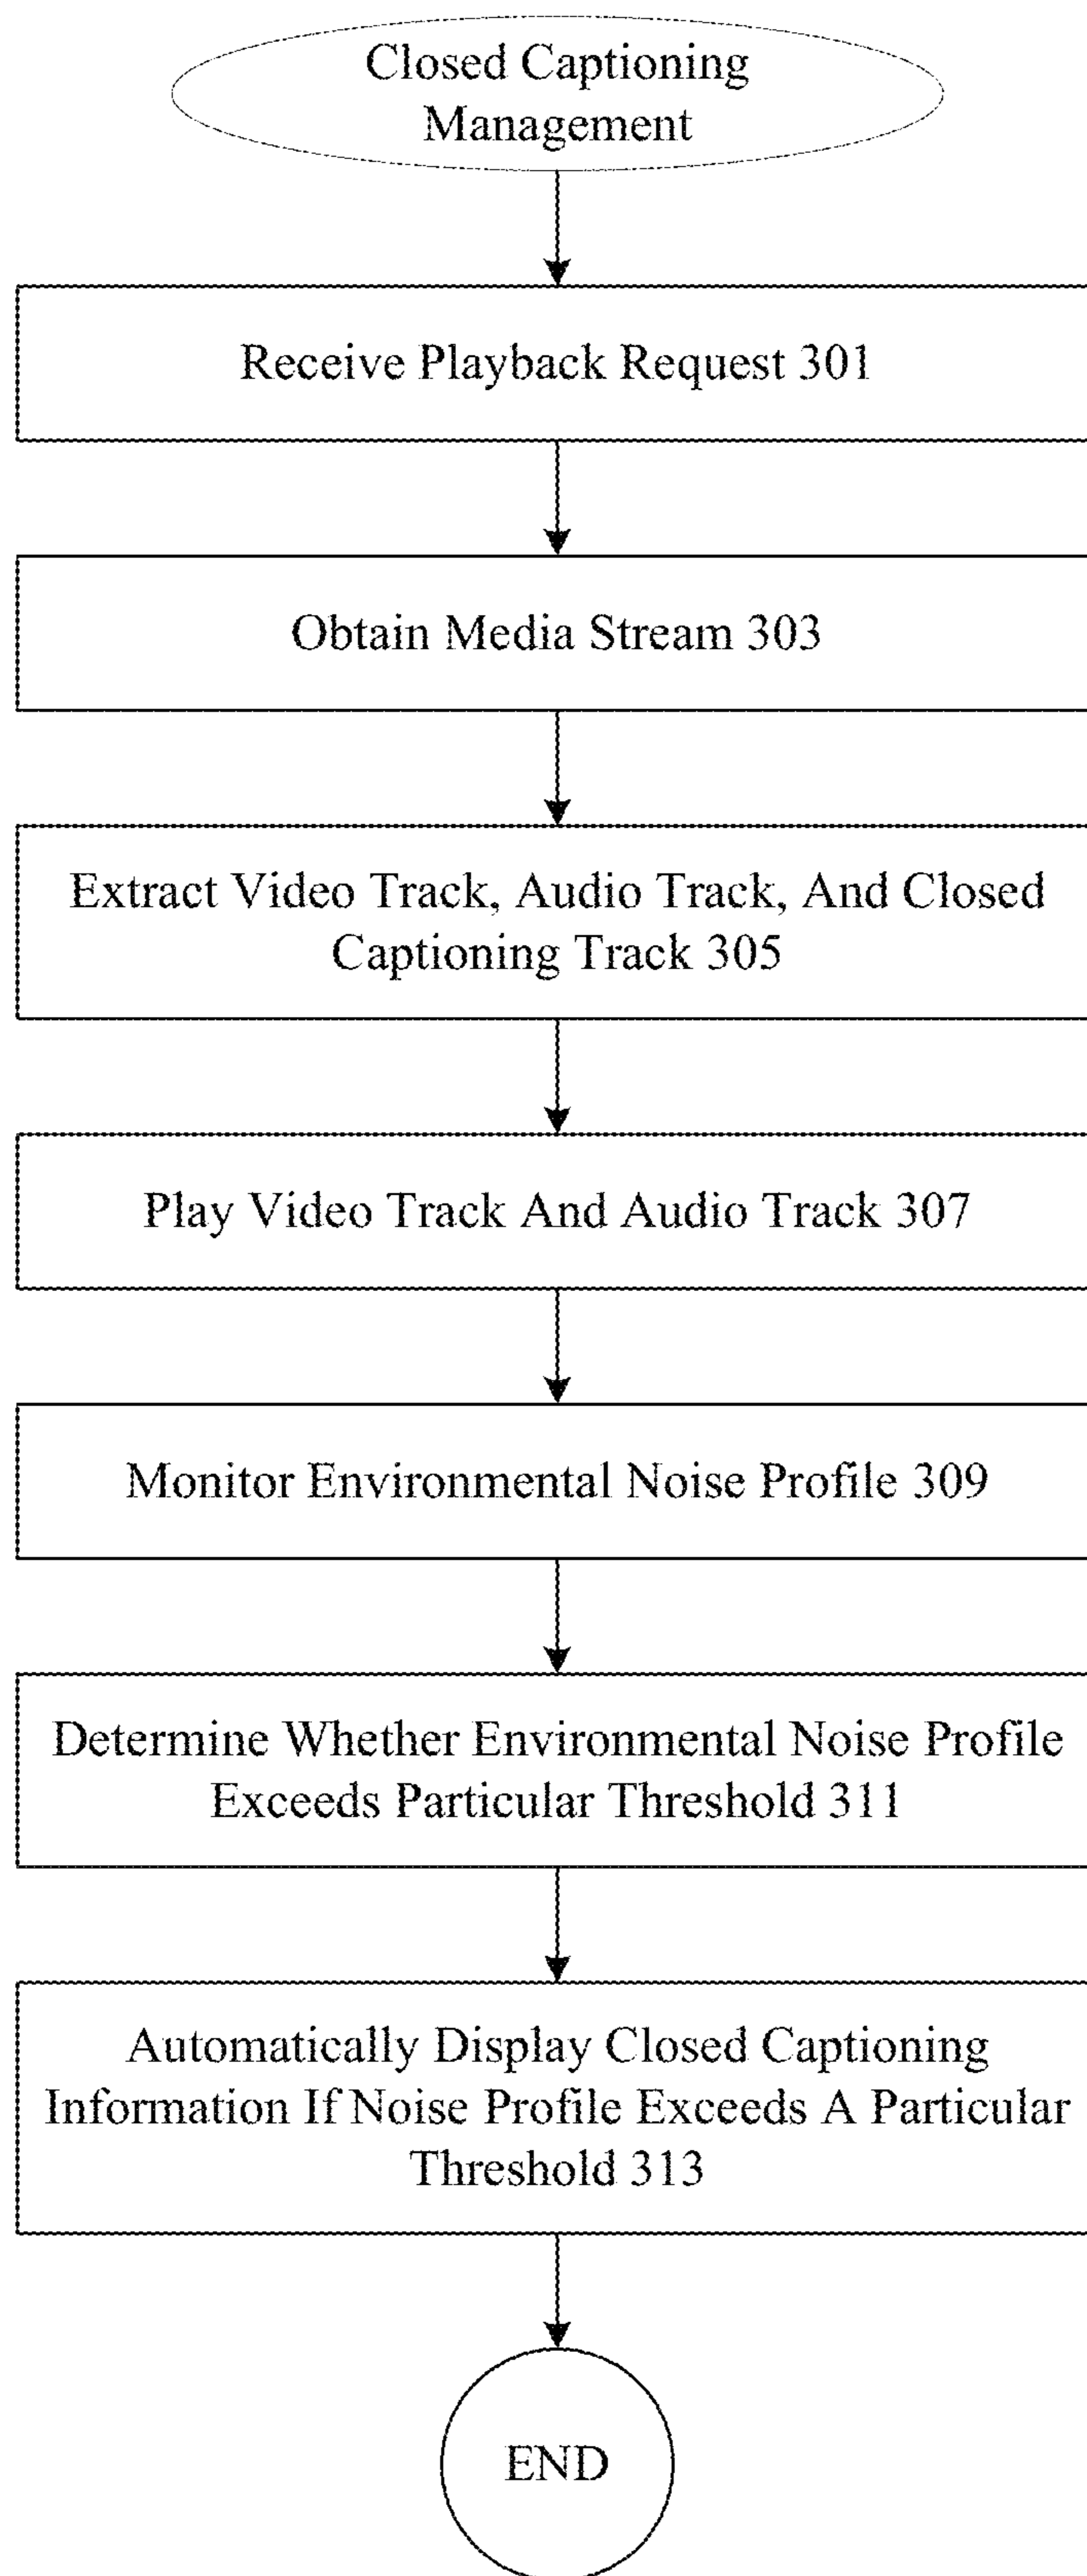 Closed Captioning
Management
Receive Playback Request 301
Obtain Media Stream 303
Extract Video Track, Audio Track, And Closed
Captioning Track 305
Play Video Track And Audio Track 307
Monitor Environmental Noise Profile 309
Determine Whether Environmental Noise Profile
Exceeds Particular Threshold 311
Automatically Display Closed Captioning
Information If Noise Profile Exceeds A Particular
Threshold 313
END